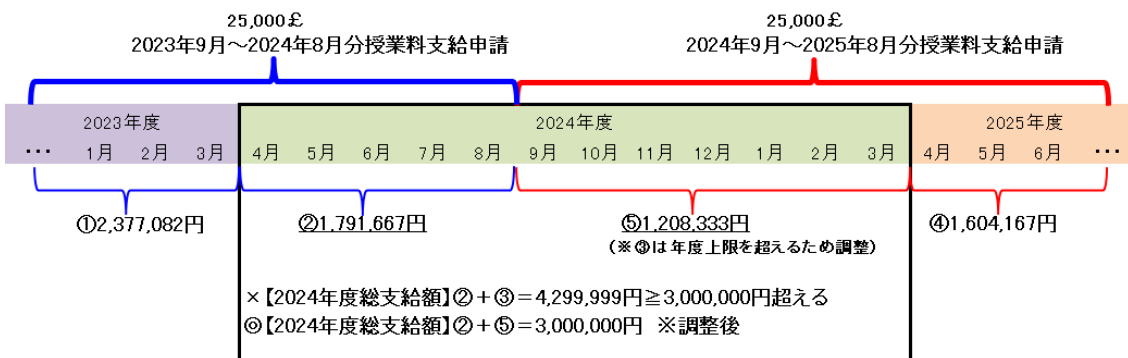 25,000£
2023年9月～2024年8月分授業料支給申請
25,000£
2024年9月～2025年8月分授業料支給申請
2023年度 2024年度 2025年度
… 1月 2月 3月 4月 5月 6月 7月 8月 9月 10月 11月 12月 1月 2月 3月 4月 5月 6月 …
①2,377,082円 ②1,791,667円 ⑤1,208,333円 ④1,604,167円
(※③は年度上限を超えるため調整)
×【2024年度総支給額】②＋③＝4,299,999円≧3,000,000円超える
◎【2024年度総支給額】②＋⑤＝3,000,000円 ※調整後